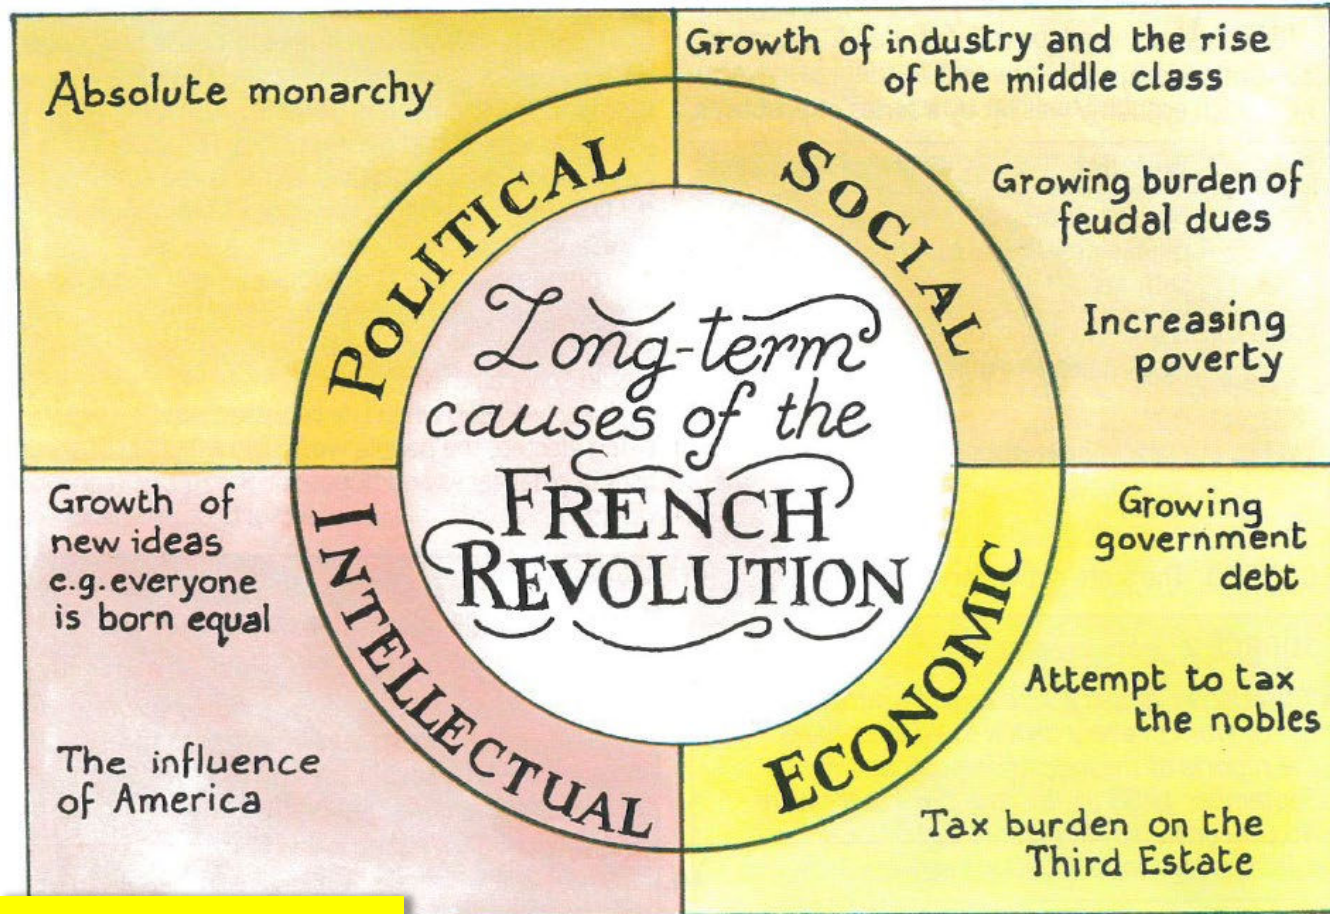 Absolute monarchy
POLITICAL
Growth of industry and the rise
of the middle class
Growing burden of
feudal dues
Increasing
poverty
SOCIAL
Long-term
causes of the
FRENCH
REVOLUTION
Growth of
new ideas
e.g. everyone
is born equal
The influence
of America
INTELLECTUAL
Growing
government
debt
Attempt to tax
the nobles
Tax burden on the
Third Estate
ECONOMIC